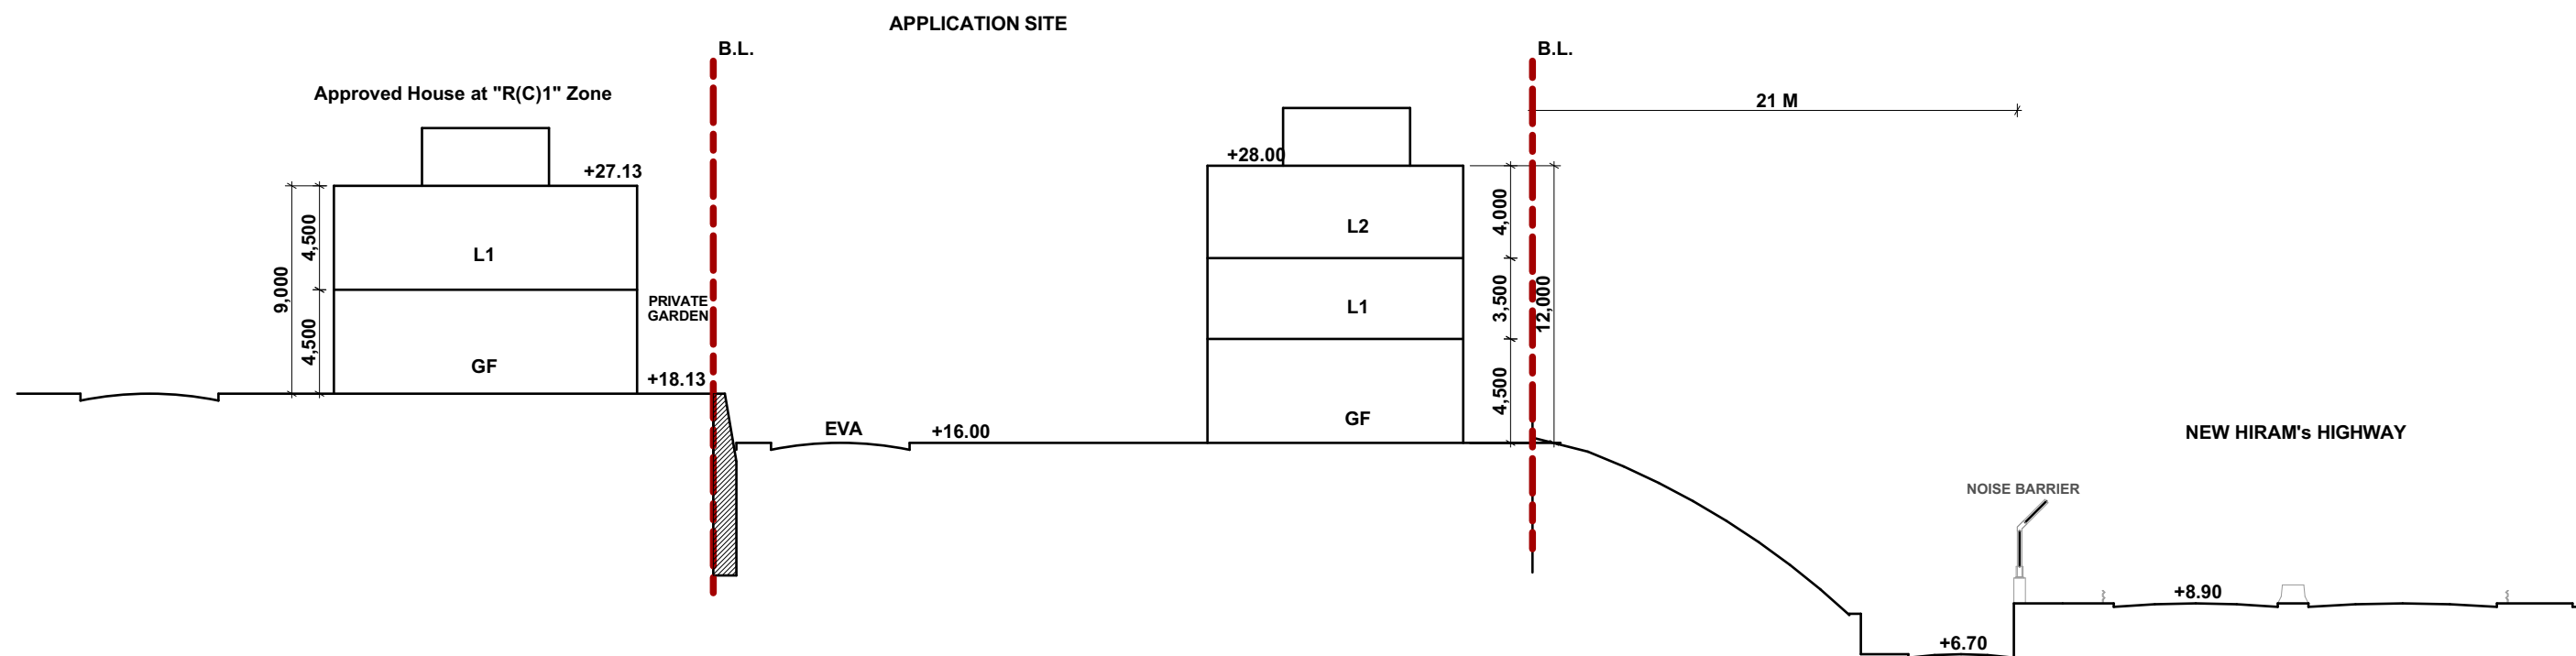 APPLICATION SITE
B.L.
B.L.
Approved House at "R(C)1" Zone
21 M
+27.13
+28.00
4,500
L1
9,000
PRIVATE
GARDEN
4,500
GF
+18.13
EVA
+16.00
L2
4,000
L1
3,500
12,000
GF
4,500
NEW HIRAM's HIGHWAY
NOISE BARRIER
+8.90
+6.70